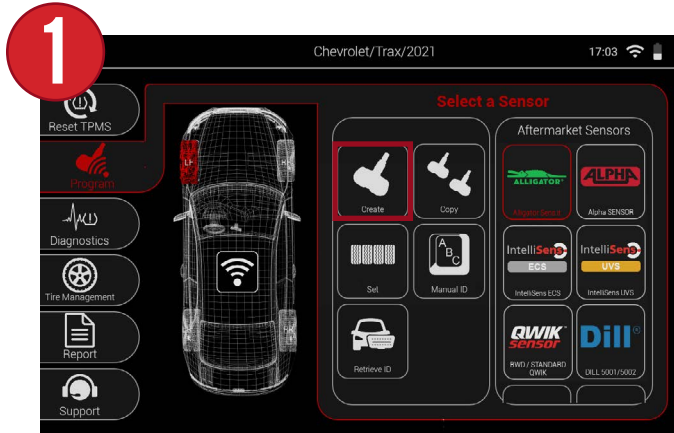 1
Chevrolet/Trax/2021
17:03
Reset TPMS
Program
Diagnostics
Tire Management
Report
Support
LF
Select a Sensor
Create
Copy
Set
A
B
C
Manual ID
Retrieve ID
Aftermarket Sensors
ALLIGATOR
ALPHA
Alpha SENSOR
IntelliSens
ECS
IntelliSens ECS
IntelliSens
UVS
IntelliSens UVS
QWIK
sensor
RWD / STANDARD
QWIK
Dill
DILL 5001/5002